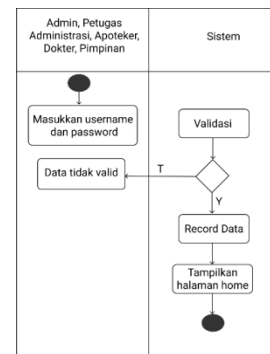 Admin, Petugas
Administrasi, Apoteker,
Dokter, Pimpinan
Sistem
Masukkan username
dan password
Validasi
Data tidak valid
T
Y
Record Data
Tampilkan
halaman home